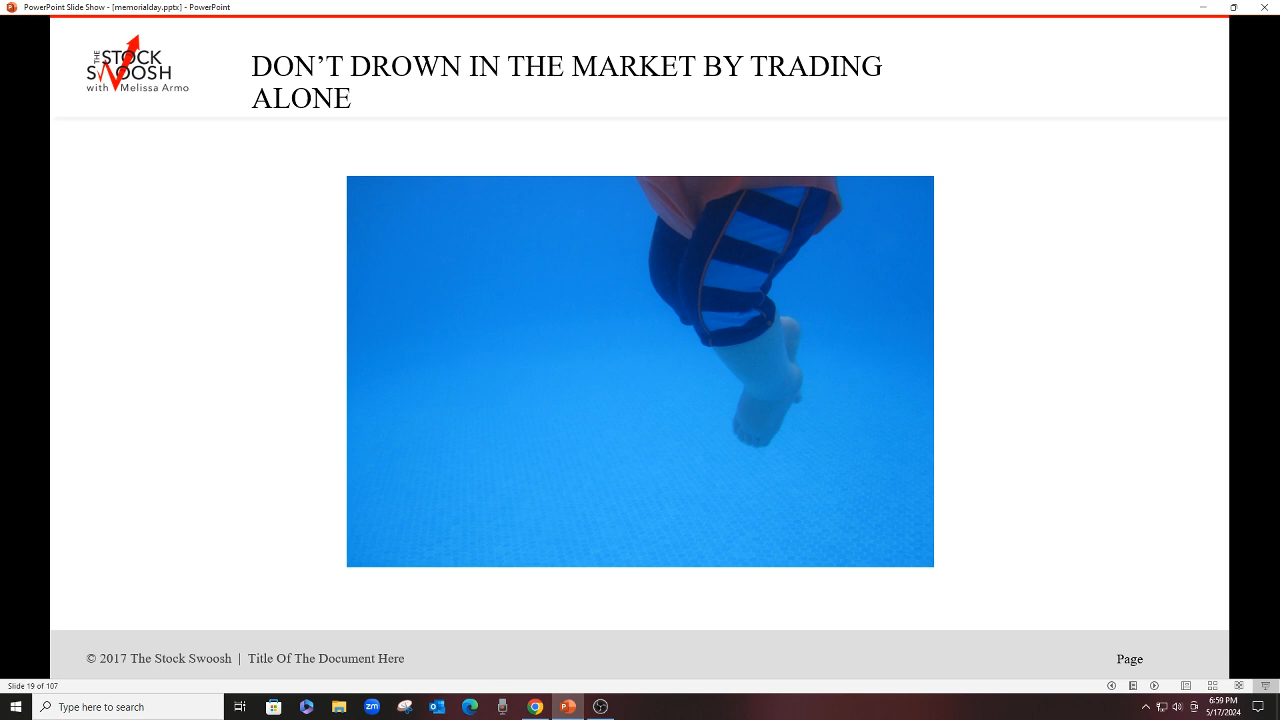 PowerPoint Slide Show - [memorialday.pptx] - PowerPoint
THE STOCK
SWOOSH
with Melissa Armo
DON’T DROWN IN THE MARKET BY TRADING
ALONE
© 2017 The Stock Swoosh | Title Of The Document Here
Page
Slide 19 of 107
Type here to search
zm
6:59 PM
5/17/2024